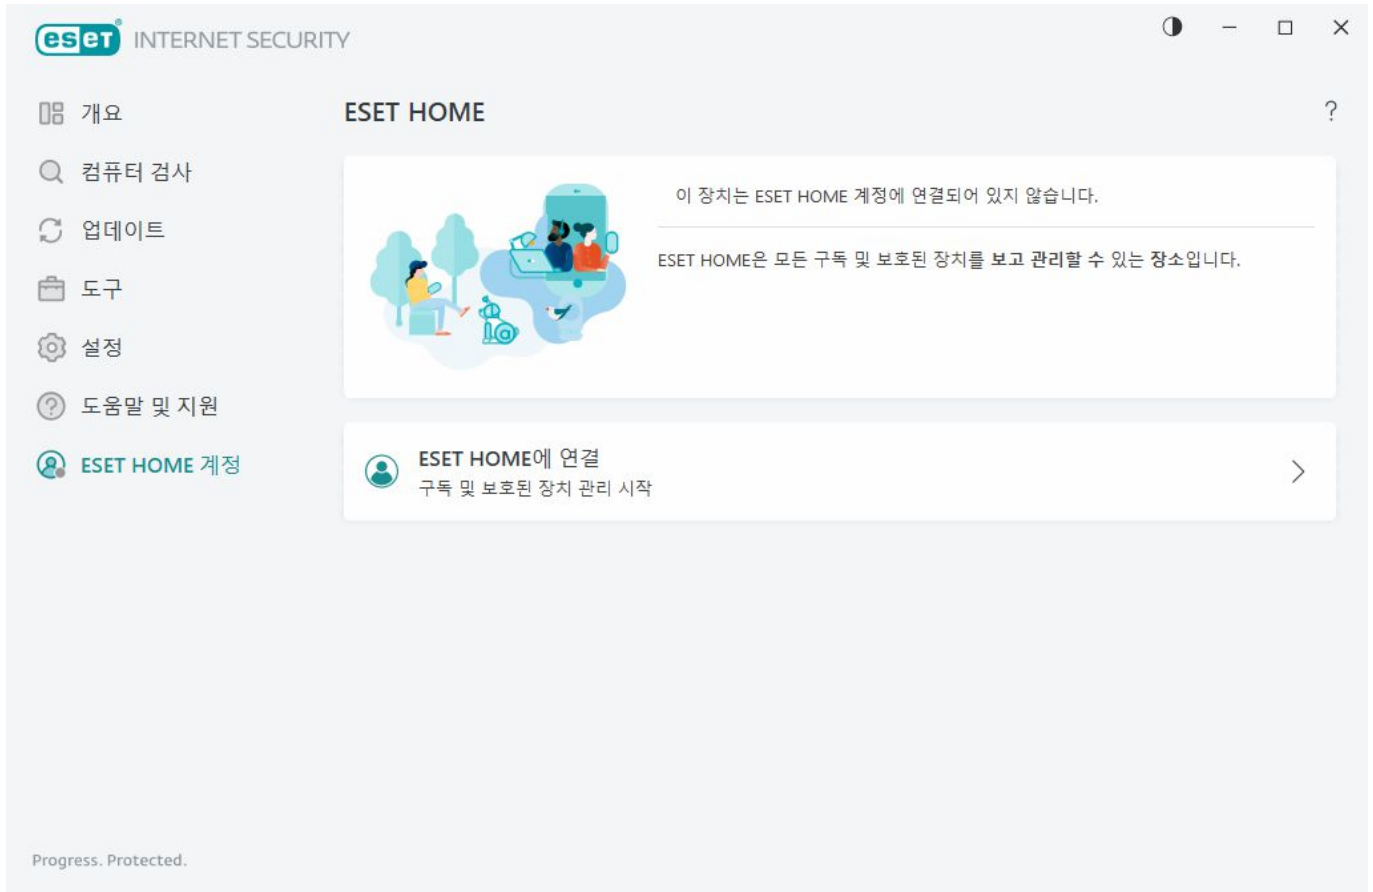 eset INTERNET SECURITY
개요
컴퓨터 검사
업데이트
도구
설정
도움말 및 지원
ESET HOME 계정
ESET HOME
?
이 장치는 ESET HOME 계정에 연결되어 있지 않습니다.
ESET HOME은 모든 구독 및 보호된 장치를 보고 관리할 수 있는 장소입니다.
ESET HOME에 연결
구독 및 보호된 장치 관리 시작
Progress. Protected.